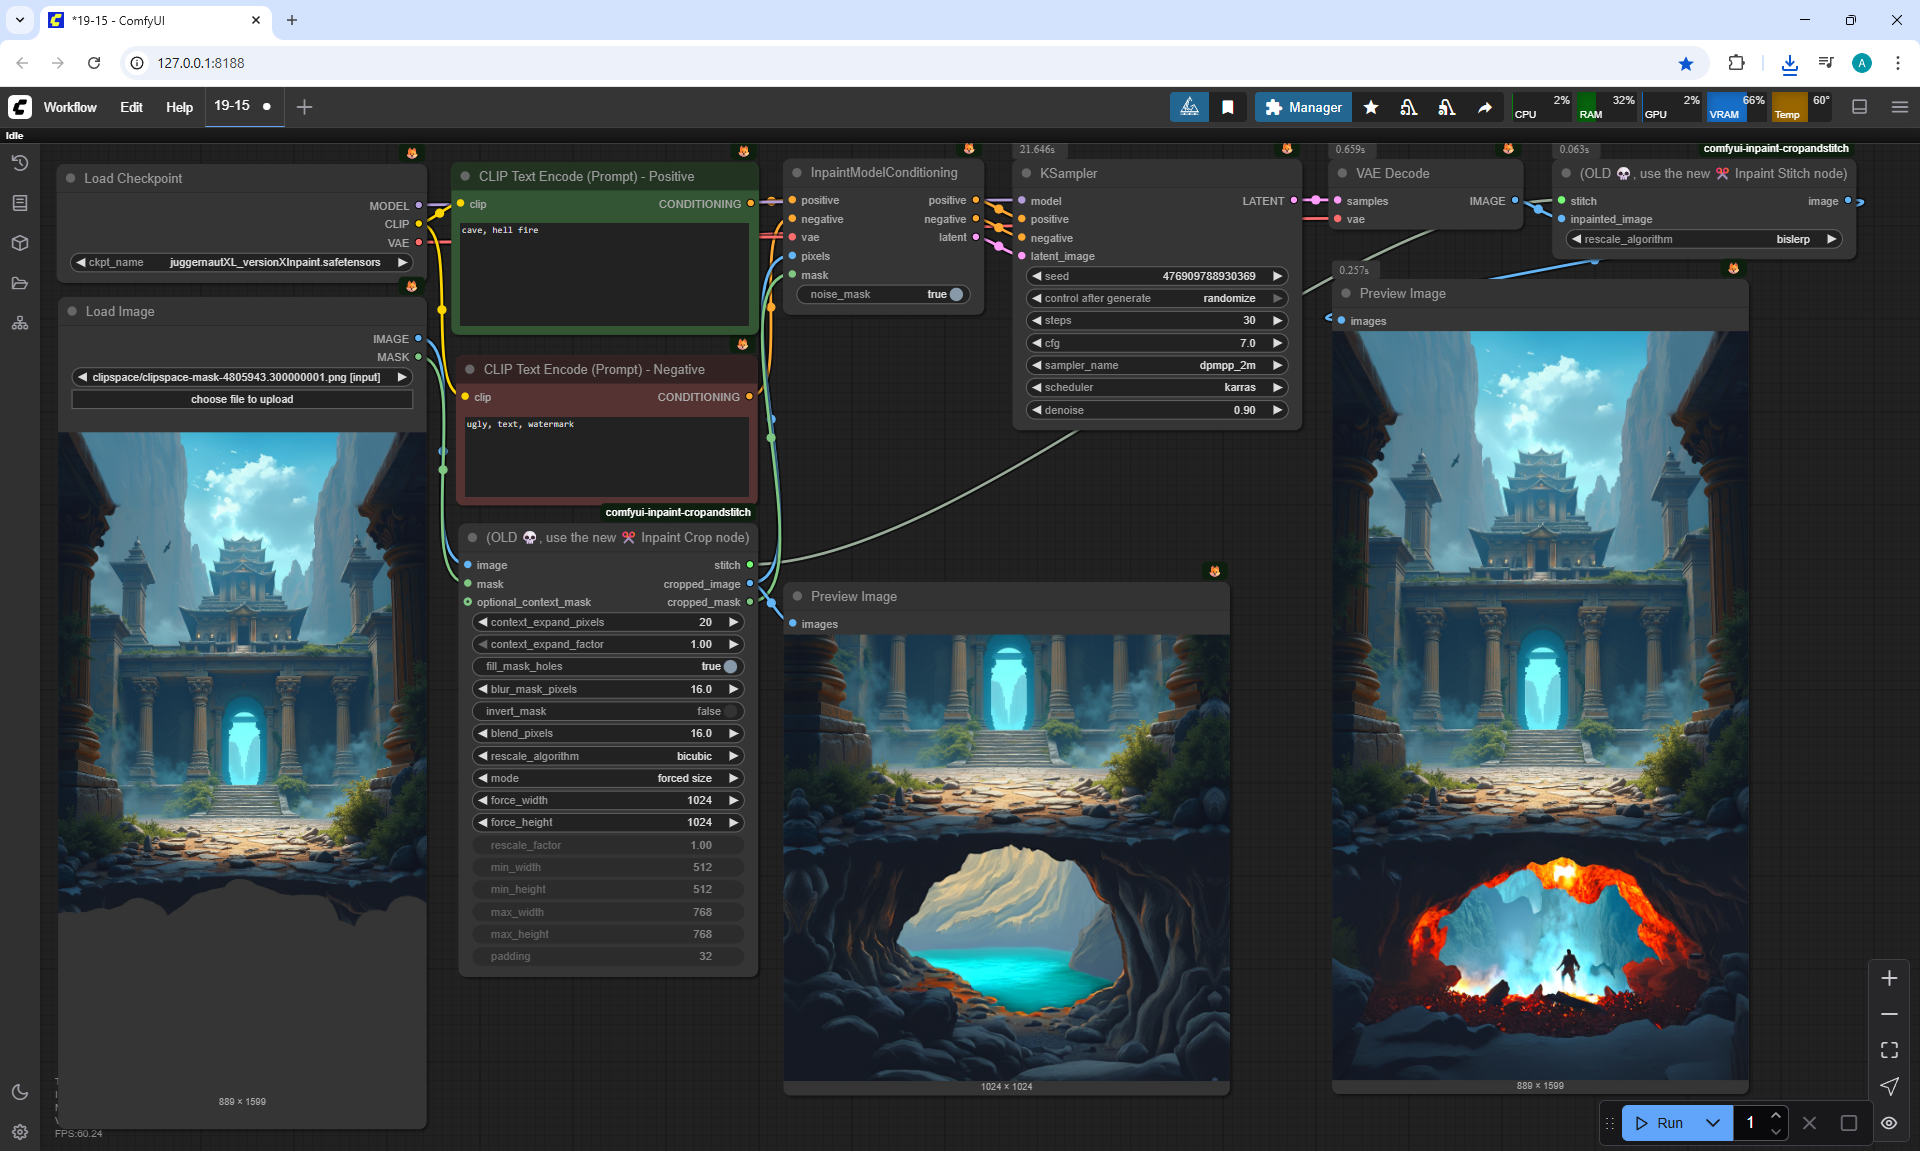 *19-15 - ComfyUI
127.0.0.1:8188
Workflow Edit Help 19-15
Manager
CPU 2% RAM 32% GPU 2% VRAM 66% Temp 60°
Idle
Load Checkpoint
MODEL
CLIP
VAE
ckpt_name juggernautXL_versionXInpaint.safetensors
Load Image
IMAGE
MASK
clipspace/clipspace-mask-4805943.300000001.png [input]
choose file to upload
889 × 1599
FPS:60.24
CLIP Text Encode (Prompt) - Positive
clip CONDITIONING
cave, hell fire
CLIP Text Encode (Prompt) - Negative
clip CONDITIONING
ugly, text, watermark
comfyui-inpaint-cropandstitch
(OLD 💀, use the new ✂️ Inpaint Crop node)
image stitch
mask cropped_image
optional_context_mask cropped_mask
context_expand_pixels 20
context_expand_factor 1.00
fill_mask_holes true
blur_mask_pixels 16.0
invert_mask false
blend_pixels 16.0
rescale_algorithm bicubic
mode forced size
force_width 1024
force_height 1024
rescale_factor 1.00
min_width 512
min_height 512
max_width 768
max_height 768
padding 32
InpaintModelConditioning
positive positive
negative negative
vae latent
pixels
mask
noise_mask true
Preview Image
images
1024 × 1024
21.646s
KSampler
model LATENT
positive
negative
latent_image
seed 476909788930369
control after generate randomize
steps 30
cfg 7.0
sampler_name dpmpp_2m
scheduler karras
denoise 0.90
0.659s
VAE Decode
samples IMAGE
vae
0.063s
comfyui-inpaint-cropandstitch
(OLD 💀, use the new ✂️ Inpaint Stitch node)
stitch image
inpainted_image
rescale_algorithm bislerp
0.257s
Preview Image
images
889 × 1599
Run 1
A